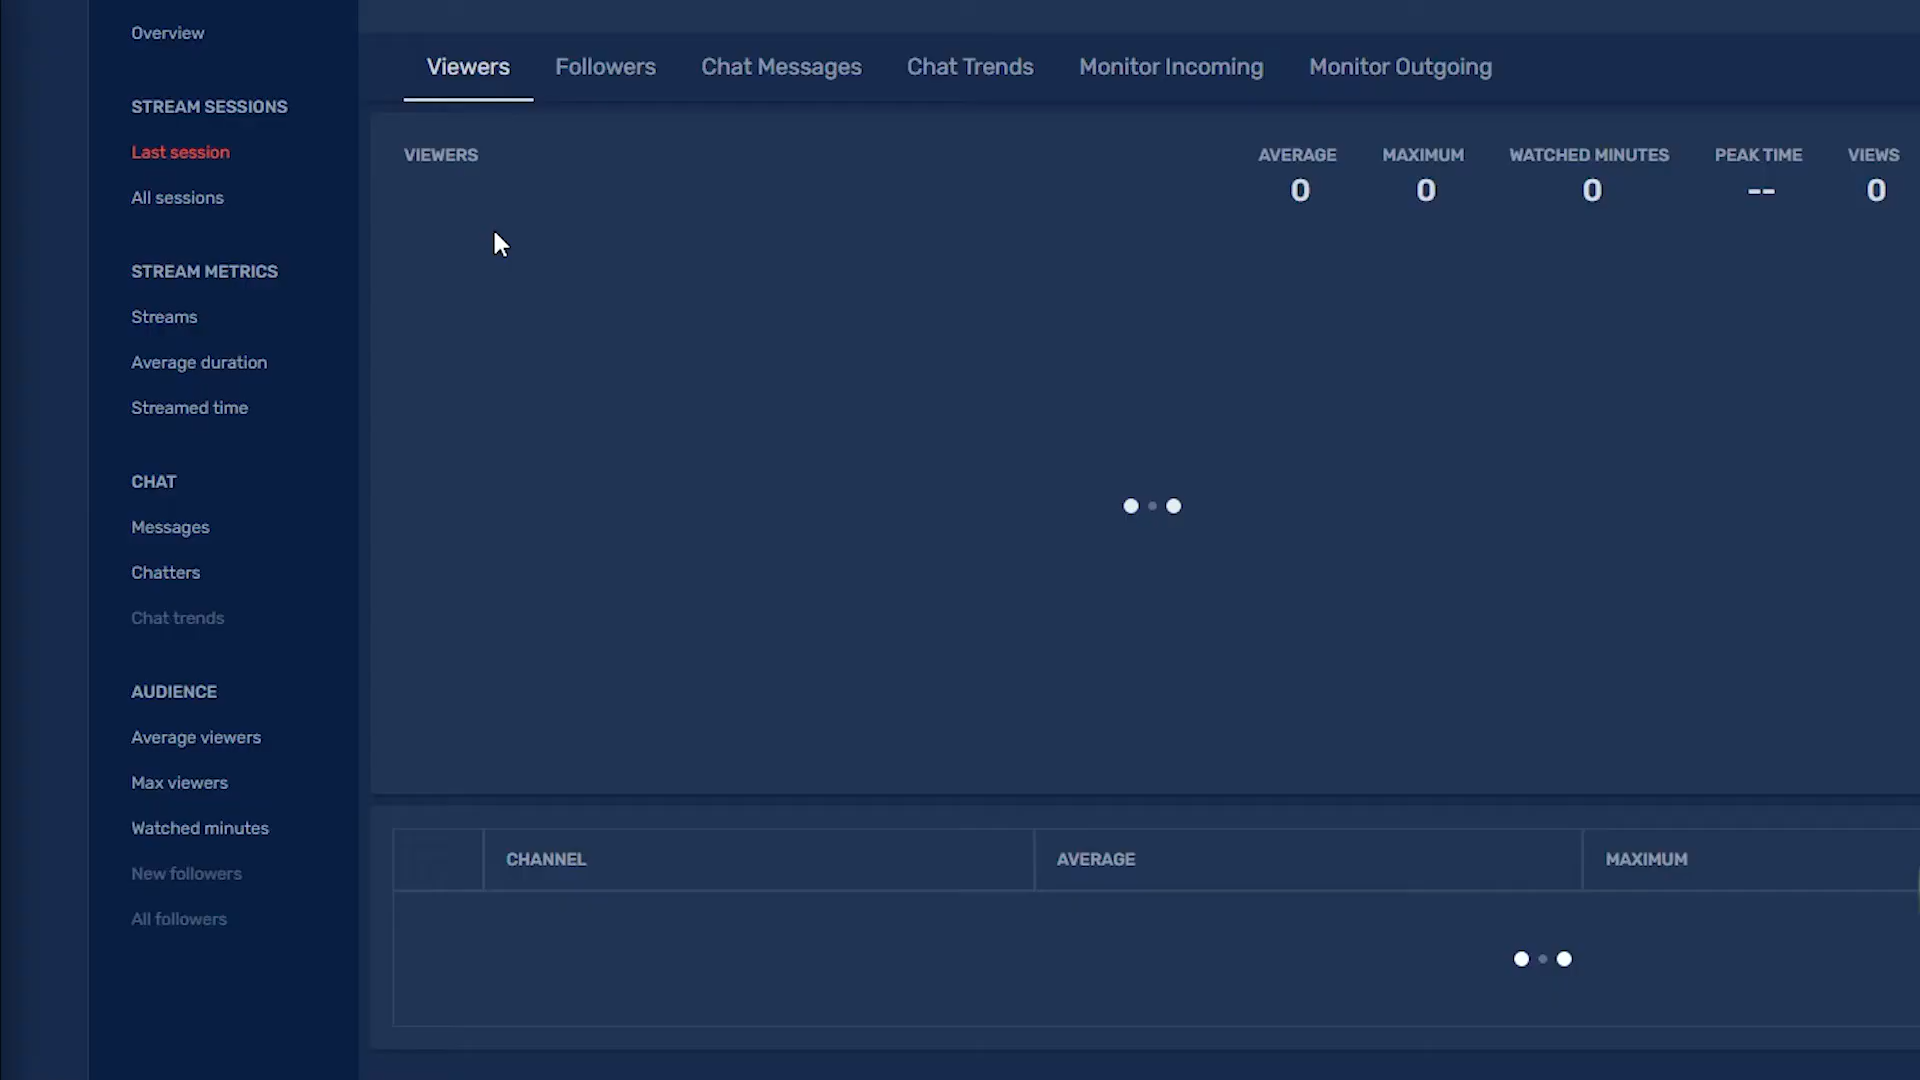 Overview
STREAM SESSIONS
Last session
All sessions
STREAM METRICS
Streams
Average duration
Streamed time
CHAT
Messages
Chatters
Chat trends
AUDIENCE
Average viewers
Max viewers
Watched minutes
New followers
All followers
Viewers Followers Chat Messages Chat Trends Monitor Incoming Monitor Outgoing
VIEWERS AVERAGE MAXIMUM WATCHED MINUTES PEAK TIME VIEWS
0 0 0 -- 0
CHANNEL AVERAGE MAXIMUM